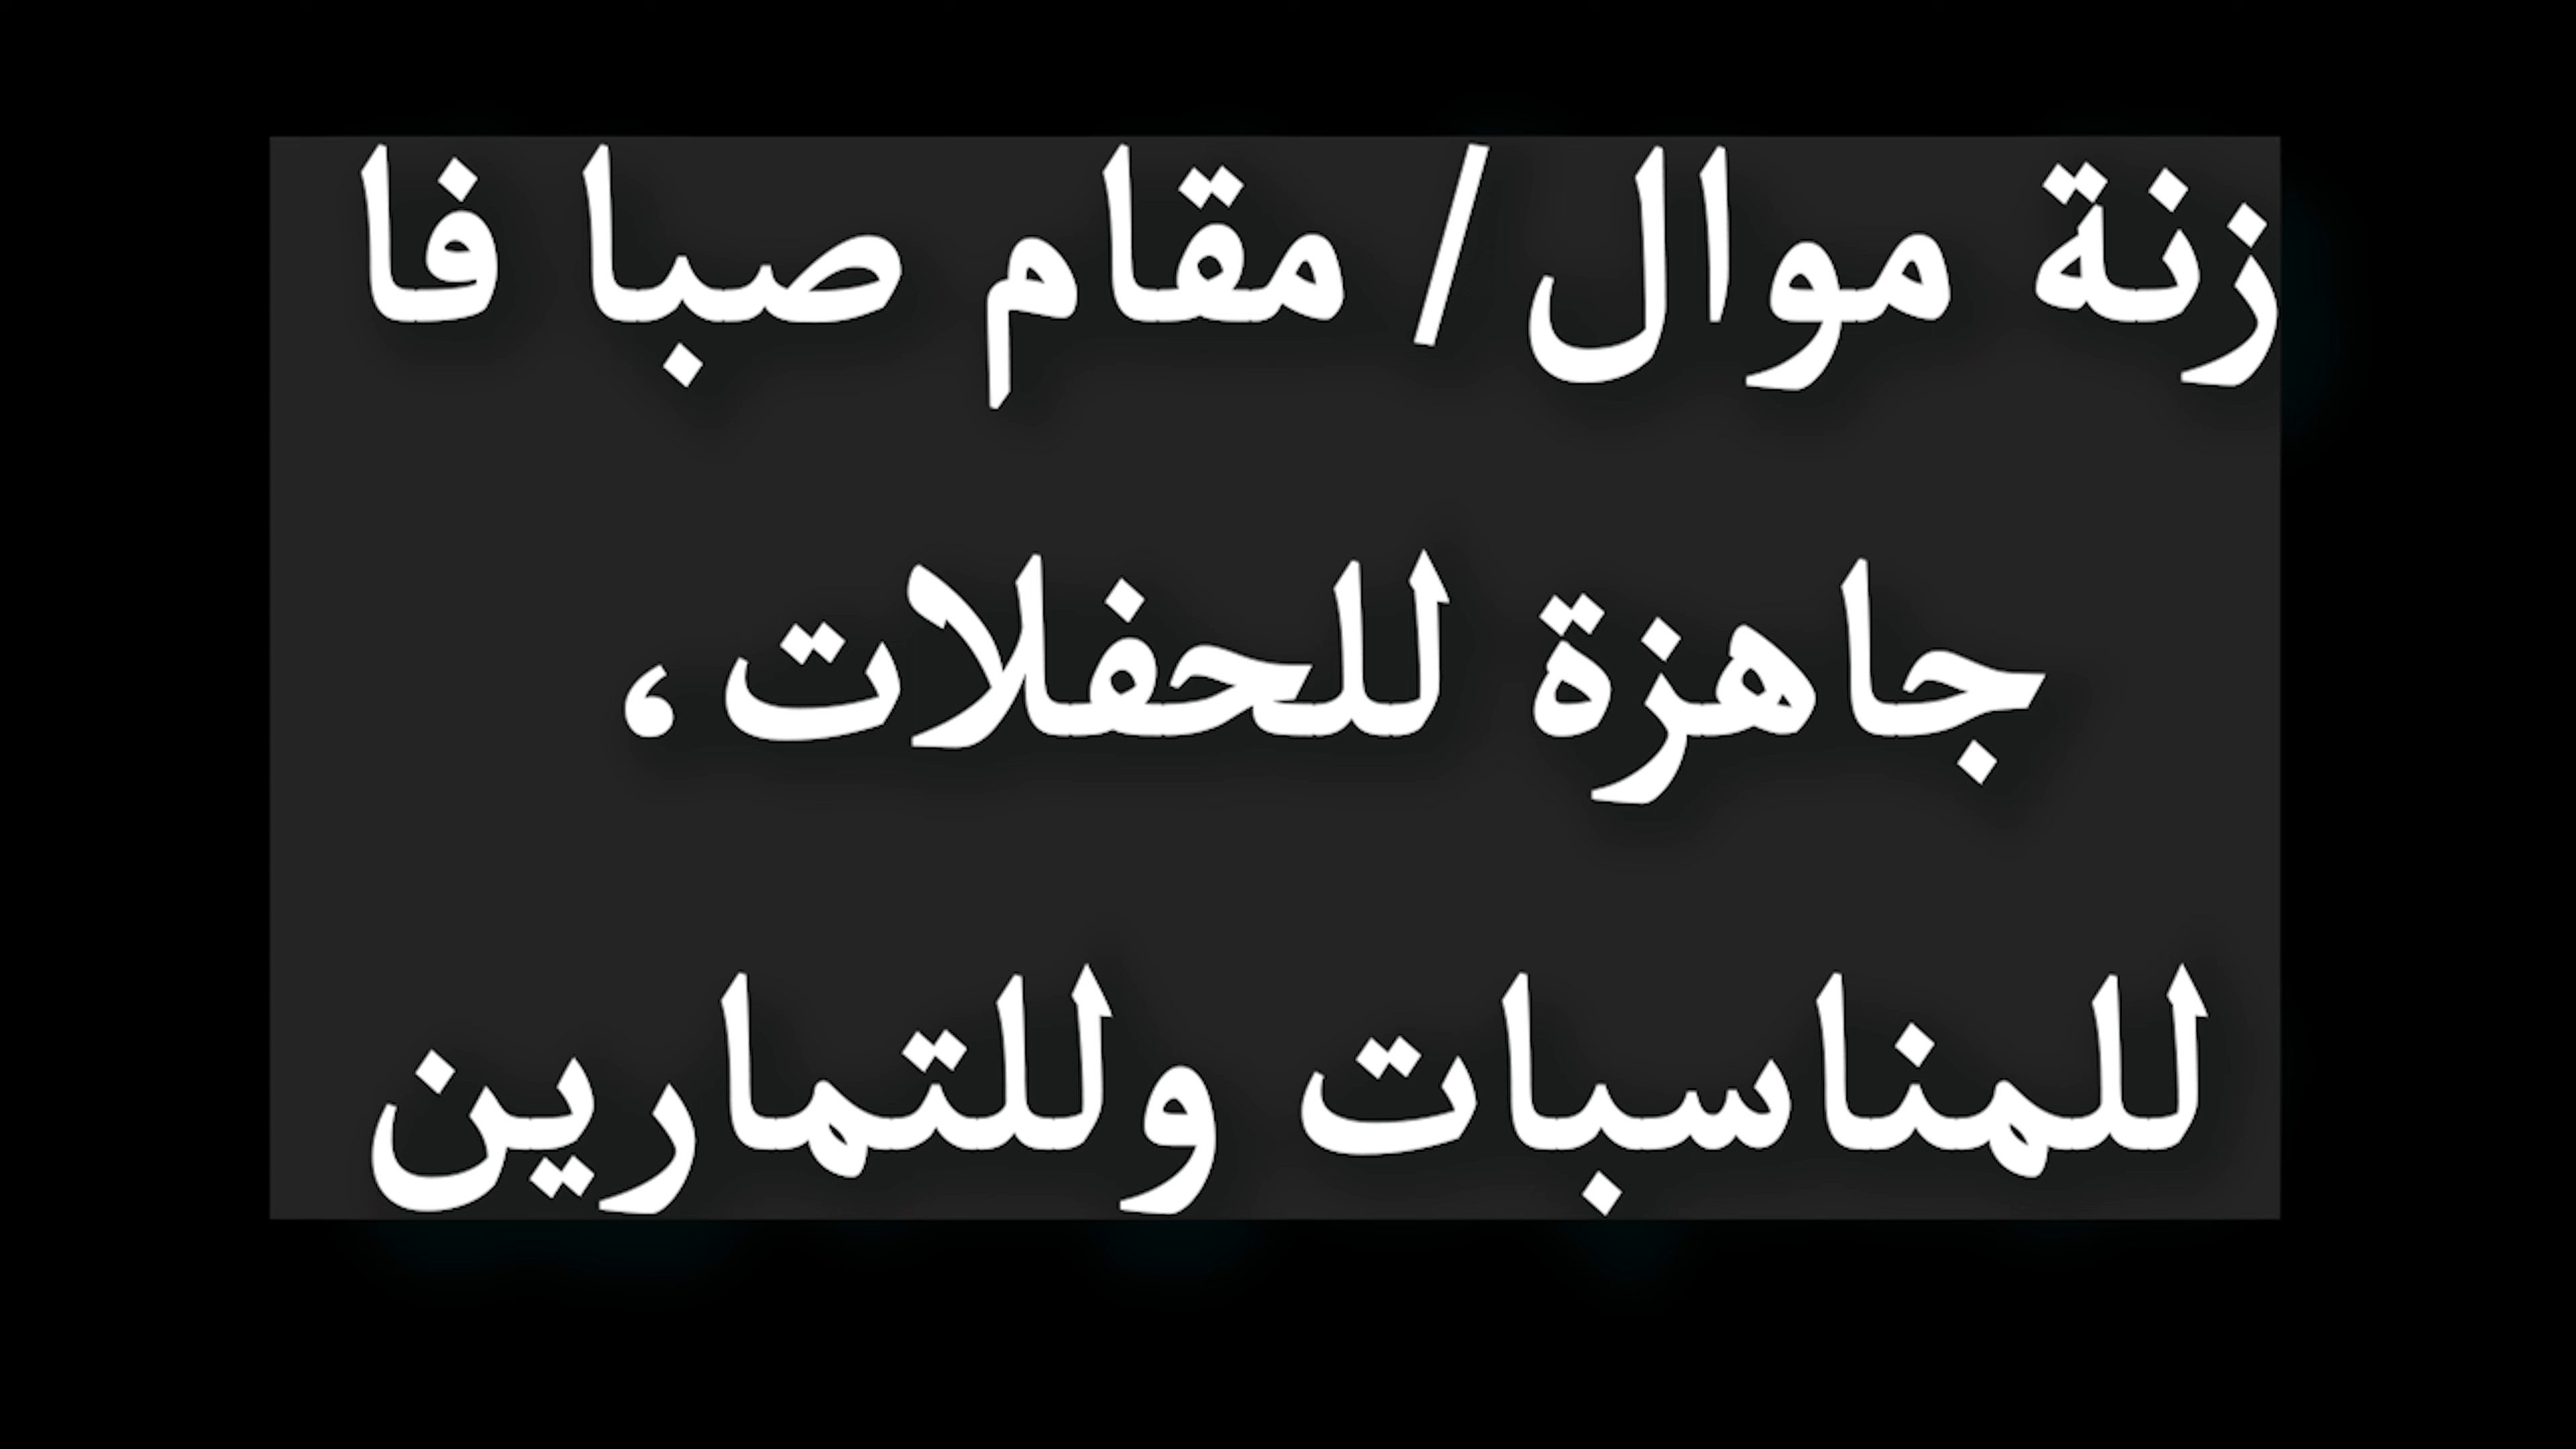 زنة موال / مقام صبا فا
جاهزة للحفلات،
للمناسبات وللتمارين